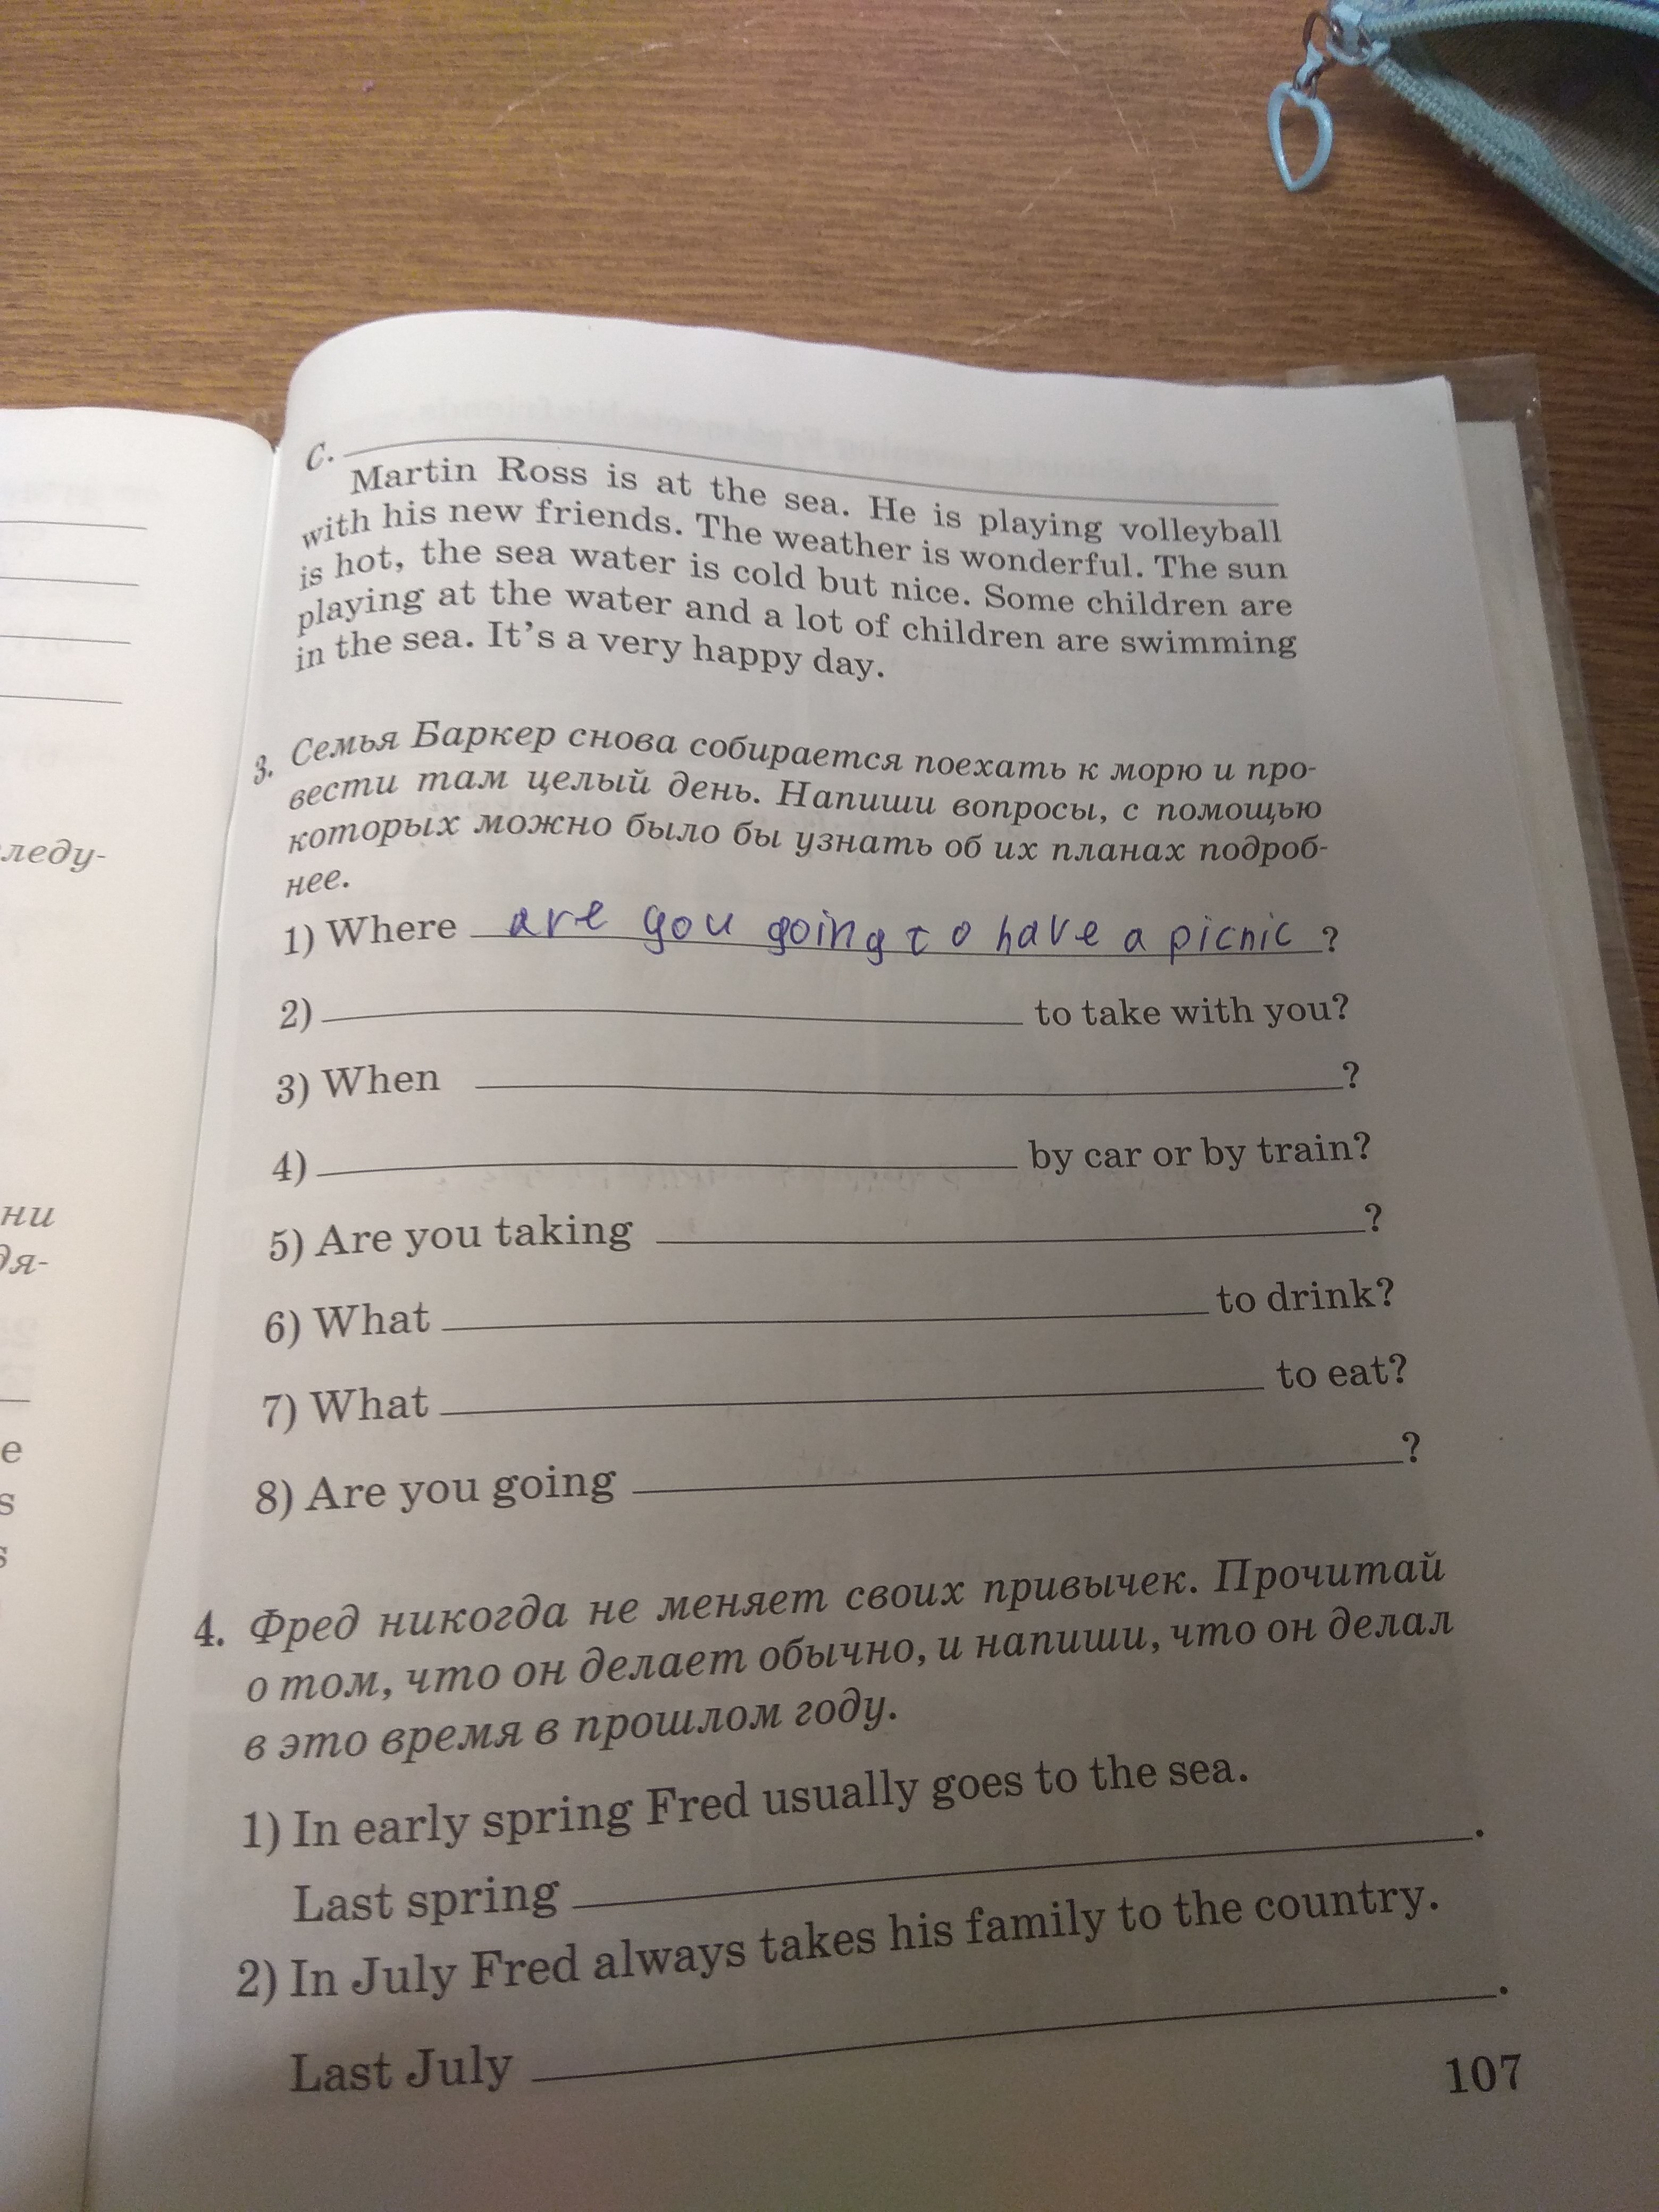 C.
Martin Ross is at the sea. He is playing volleyball
with his new friends. The weather is wonderful. The sun
is hot, the sea water is cold but nice. Some children are
playing at the water and a lot of children are swimming
in the sea. It's a very happy day.
3. Семья Баркер снова собирается поехать к морю и про-
вести там целый день. Напиши вопросы, с помощью
которых можно было бы узнать об их планах подроб-
нее.
1) Where are you going to have a picnic ?
2) to take with you?
3) When ?
4) by car or by train?
5) Are you taking ?
6) What to drink?
7) What to eat?
8) Are you going ?
4. Фред никогда не меняет своих привычек. Прочитай
о том, что он делает обычно, и напиши, что он делал
в это время в прошлом году.
1) In early spring Fred usually goes to the sea.
Last spring .
2) In July Fred always takes his family to the country.
Last July .
107
леду-
ни
дя-
e
s
s